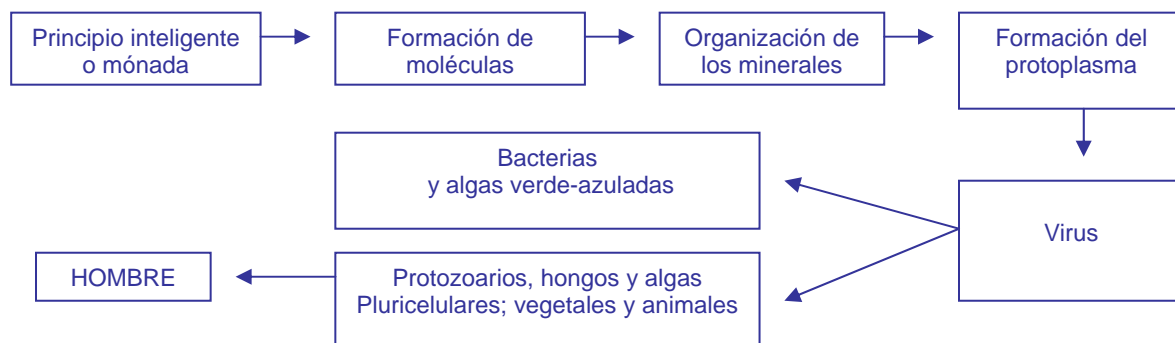 Principio inteligente
o mónada
Formación de
moléculas
Organización de
los minerales
Formación del
protoplasma
Virus
Bacterias
y algas verde-azuladas
Protozoarios, hongos y algas
Pluricelulares; vegetales y animales
HOMBRE